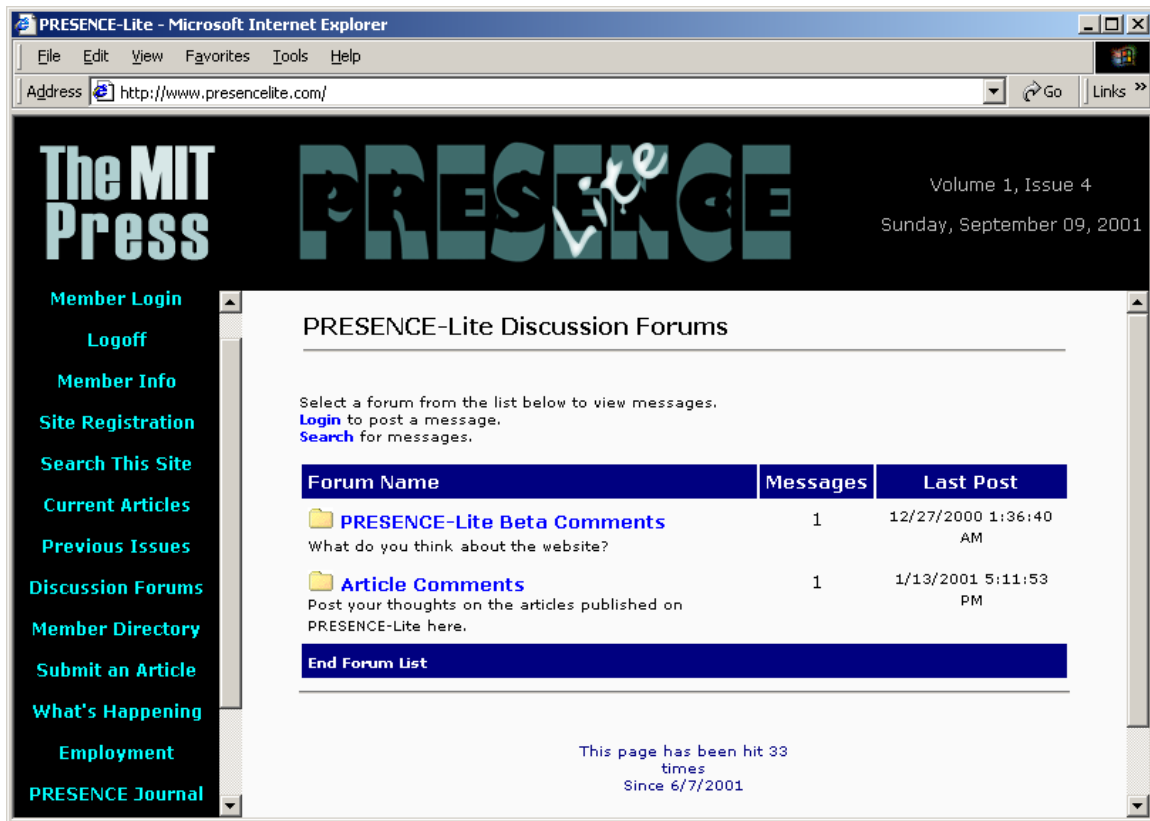 PRESENCE-Lite - Microsoft Internet Explorer
File Edit View Favorites Tools Help
Address http://www.presencelite.com/ Go Links »
The MIT
Press
PRESENCE
Lite
Volume 1, Issue 4
Sunday, September 09, 2001
Member Login
Logoff
Member Info
Site Registration
Search This Site
Current Articles
Previous Issues
Discussion Forums
Member Directory
Submit an Article
What's Happening
Employment
PRESENCE Journal
PRESENCE-Lite Discussion Forums
Select a forum from the list below to view messages.
Login to post a message.
Search for messages.
Forum Name Messages Last Post
PRESENCE-Lite Beta Comments 1 12/27/2000 1:36:40
AM
What do you think about the website?
Article Comments 1 1/13/2001 5:11:53
PM
Post your thoughts on the articles published on
PRESENCE-Lite here.
End Forum List
This page has been hit 33
times
Since 6/7/2001